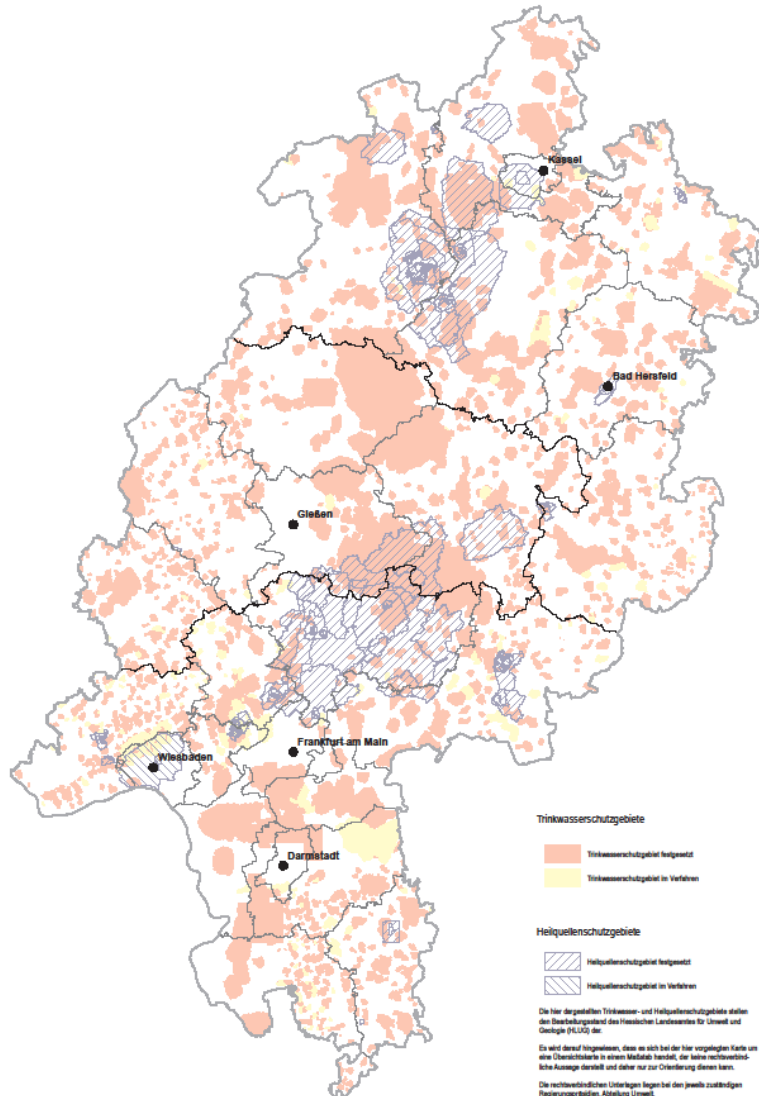 Kassel
Bad Hersfeld
Gießen
Frankfurt am Main
Wiesbaden
Darmstadt
Trinkwasserschutzgebiete
Trinkwasserschutzgebiet festgesetzt
Trinkwasserschutzgebiet im Verfahren
Heilquellenschutzgebiete
Heilquellenschutzgebiet festgesetzt
Heilquellenschutzgebiet im Verfahren
Die hier dargestellten Trinkwasser- und Heilquellenschutzgebiete stellen
den Bearbeitungsstand des Hessischen Landesamtes für Umwelt und
Geologie (HLUG) dar.
Es wird darauf hingewiesen, dass es sich bei der hier vorgelegten Karte um
eine Übersichtskarte in einem Maßstab handelt, der keine rechtsverbind-
liche Aussage darstellt und daher nur zur Orientierung dienen kann.
Die rechtsverbindlichen Unterlagen liegen bei den jeweils zuständigen
Regierungspräsidien, Abteilung Umwelt.